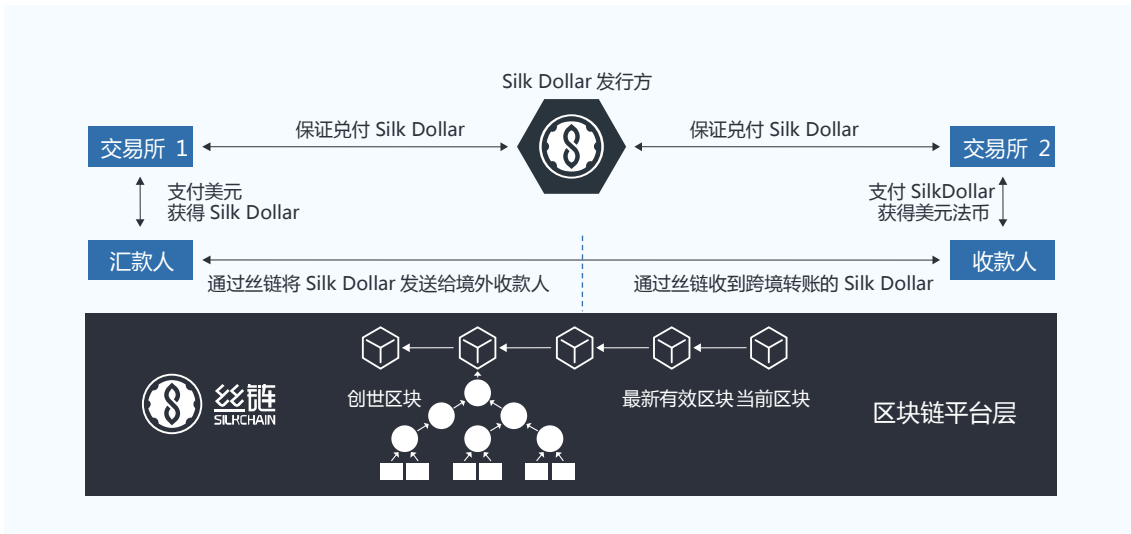 Silk Dollar 发行方
保证兑付 Silk Dollar
保证兑付 Silk Dollar
交易所 1
交易所 2
支付美元
获得 Silk Dollar
支付 SilkDollar
获得美元法币
汇款人
收款人
通过丝链将 Silk Dollar 发送给境外收款人
通过丝链收到跨境转账的 Silk Dollar
丝链
SILKCHAIN
创世区块
最新有效区块
当前区块
区块链平台层